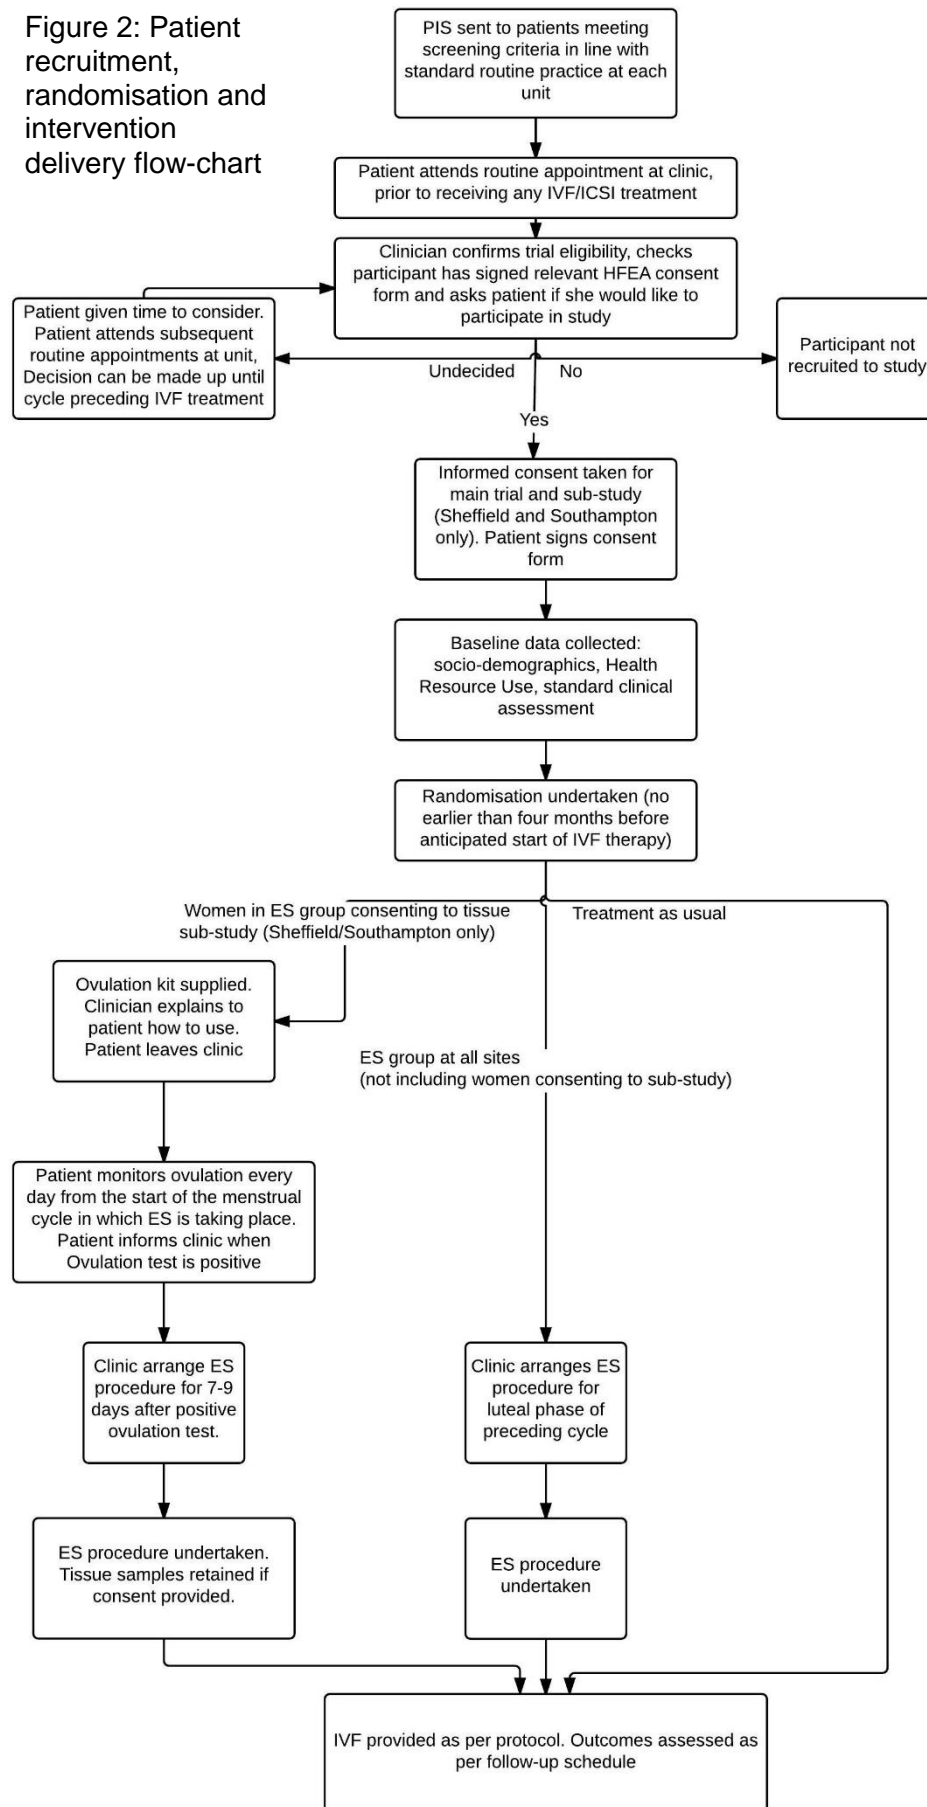 Figure 2: Patient
recruitment,
randomisation and
intervention
delivery flow-chart
PIS sent to patients meeting
screening criteria in line with
standard routine practice at each
unit
Patient attends routine appointment at clinic,
prior to receiving any IVF/ICSI treatment
Clinician confirms trial eligibility, checks
participant has signed relevant HFEA consent
form and asks patient if she would like to
participate in study
Patient given time to consider.
Patient attends subsequent
routine appointments at unit,
Decision can be made up until
cycle preceding IVF treatment
Undecided
No
Participant not
recruited to study
Yes
Informed consent taken for
main trial and sub-study
(Sheffield and Southampton
only). Patient signs consent
form
Baseline data collected:
socio-demographics, Health
Resource Use, standard clinical
assessment
Randomisation undertaken (no
earlier than four months before
anticipated start of IVF therapy)
Women in ES group consenting to tissue
sub-study (Sheffield/Southampton only)
Treatment as usual
Ovulation kit supplied.
Clinician explains to
patient how to use.
Patient leaves clinic
ES group at all sites
(not including women consenting to sub-study)
Patient monitors ovulation every
day from the start of the menstrual
cycle in which ES is taking place.
Patient informs clinic when
Ovulation test is positive
Clinic arrange ES
procedure for 7-9
days after positive
ovulation test.
Clinic arranges ES
procedure for
luteal phase of
preceding cycle
ES procedure undertaken.
Tissue samples retained if
consent provided.
ES procedure
undertaken
IVF provided as per protocol. Outcomes assessed as
per follow-up schedule